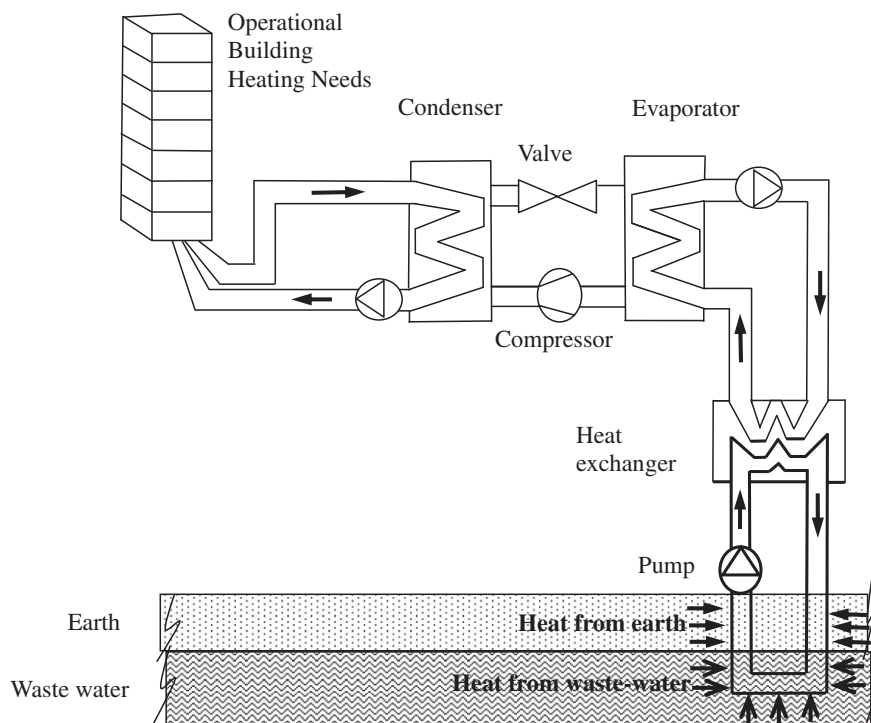 Operational
Building
Heating Needs
Condenser
Evaporator
Valve
Compressor
Heat
exchanger
Pump
Earth
Heat from earth
Waste water
Heat from waste-water